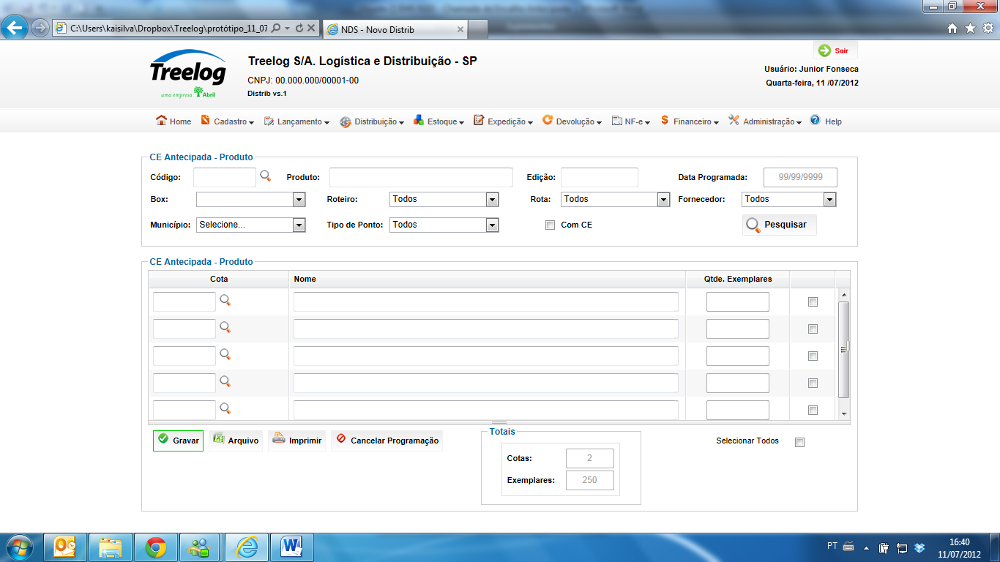 C:\Users\kaisilva\Dropbox\Treelog\protótipo_11_07
NDS - Novo Distrib
Treelog
uma empresa Abril
Treelog S/A. Logística e Distribuição - SP
CNPJ: 00.000.000/00001-00
Distrib vs.1
Sair
Usuário: Junior Fonseca
Quarta-feira, 11 /07/2012
Home Cadastro Lançamento Distribuição Estoque Expedição Devolução NF-e Financeiro Administração Help
CE Antecipada - Produto
Código: Produto: Edição: Data Programada: 99/99/9999
Box: Roteiro: Todos Rota: Todos Fornecedor: Todos
Município: Selecione... Tipo de Ponto: Todos Com CE Pesquisar
CE Antecipada - Produto
Cota Nome Qtde. Exemplares
Gravar Arquivo Imprimir Cancelar Programação
Totais
Cotas: 2
Exemplares: 250
Selecionar Todos
PT
16:40
11/07/2012